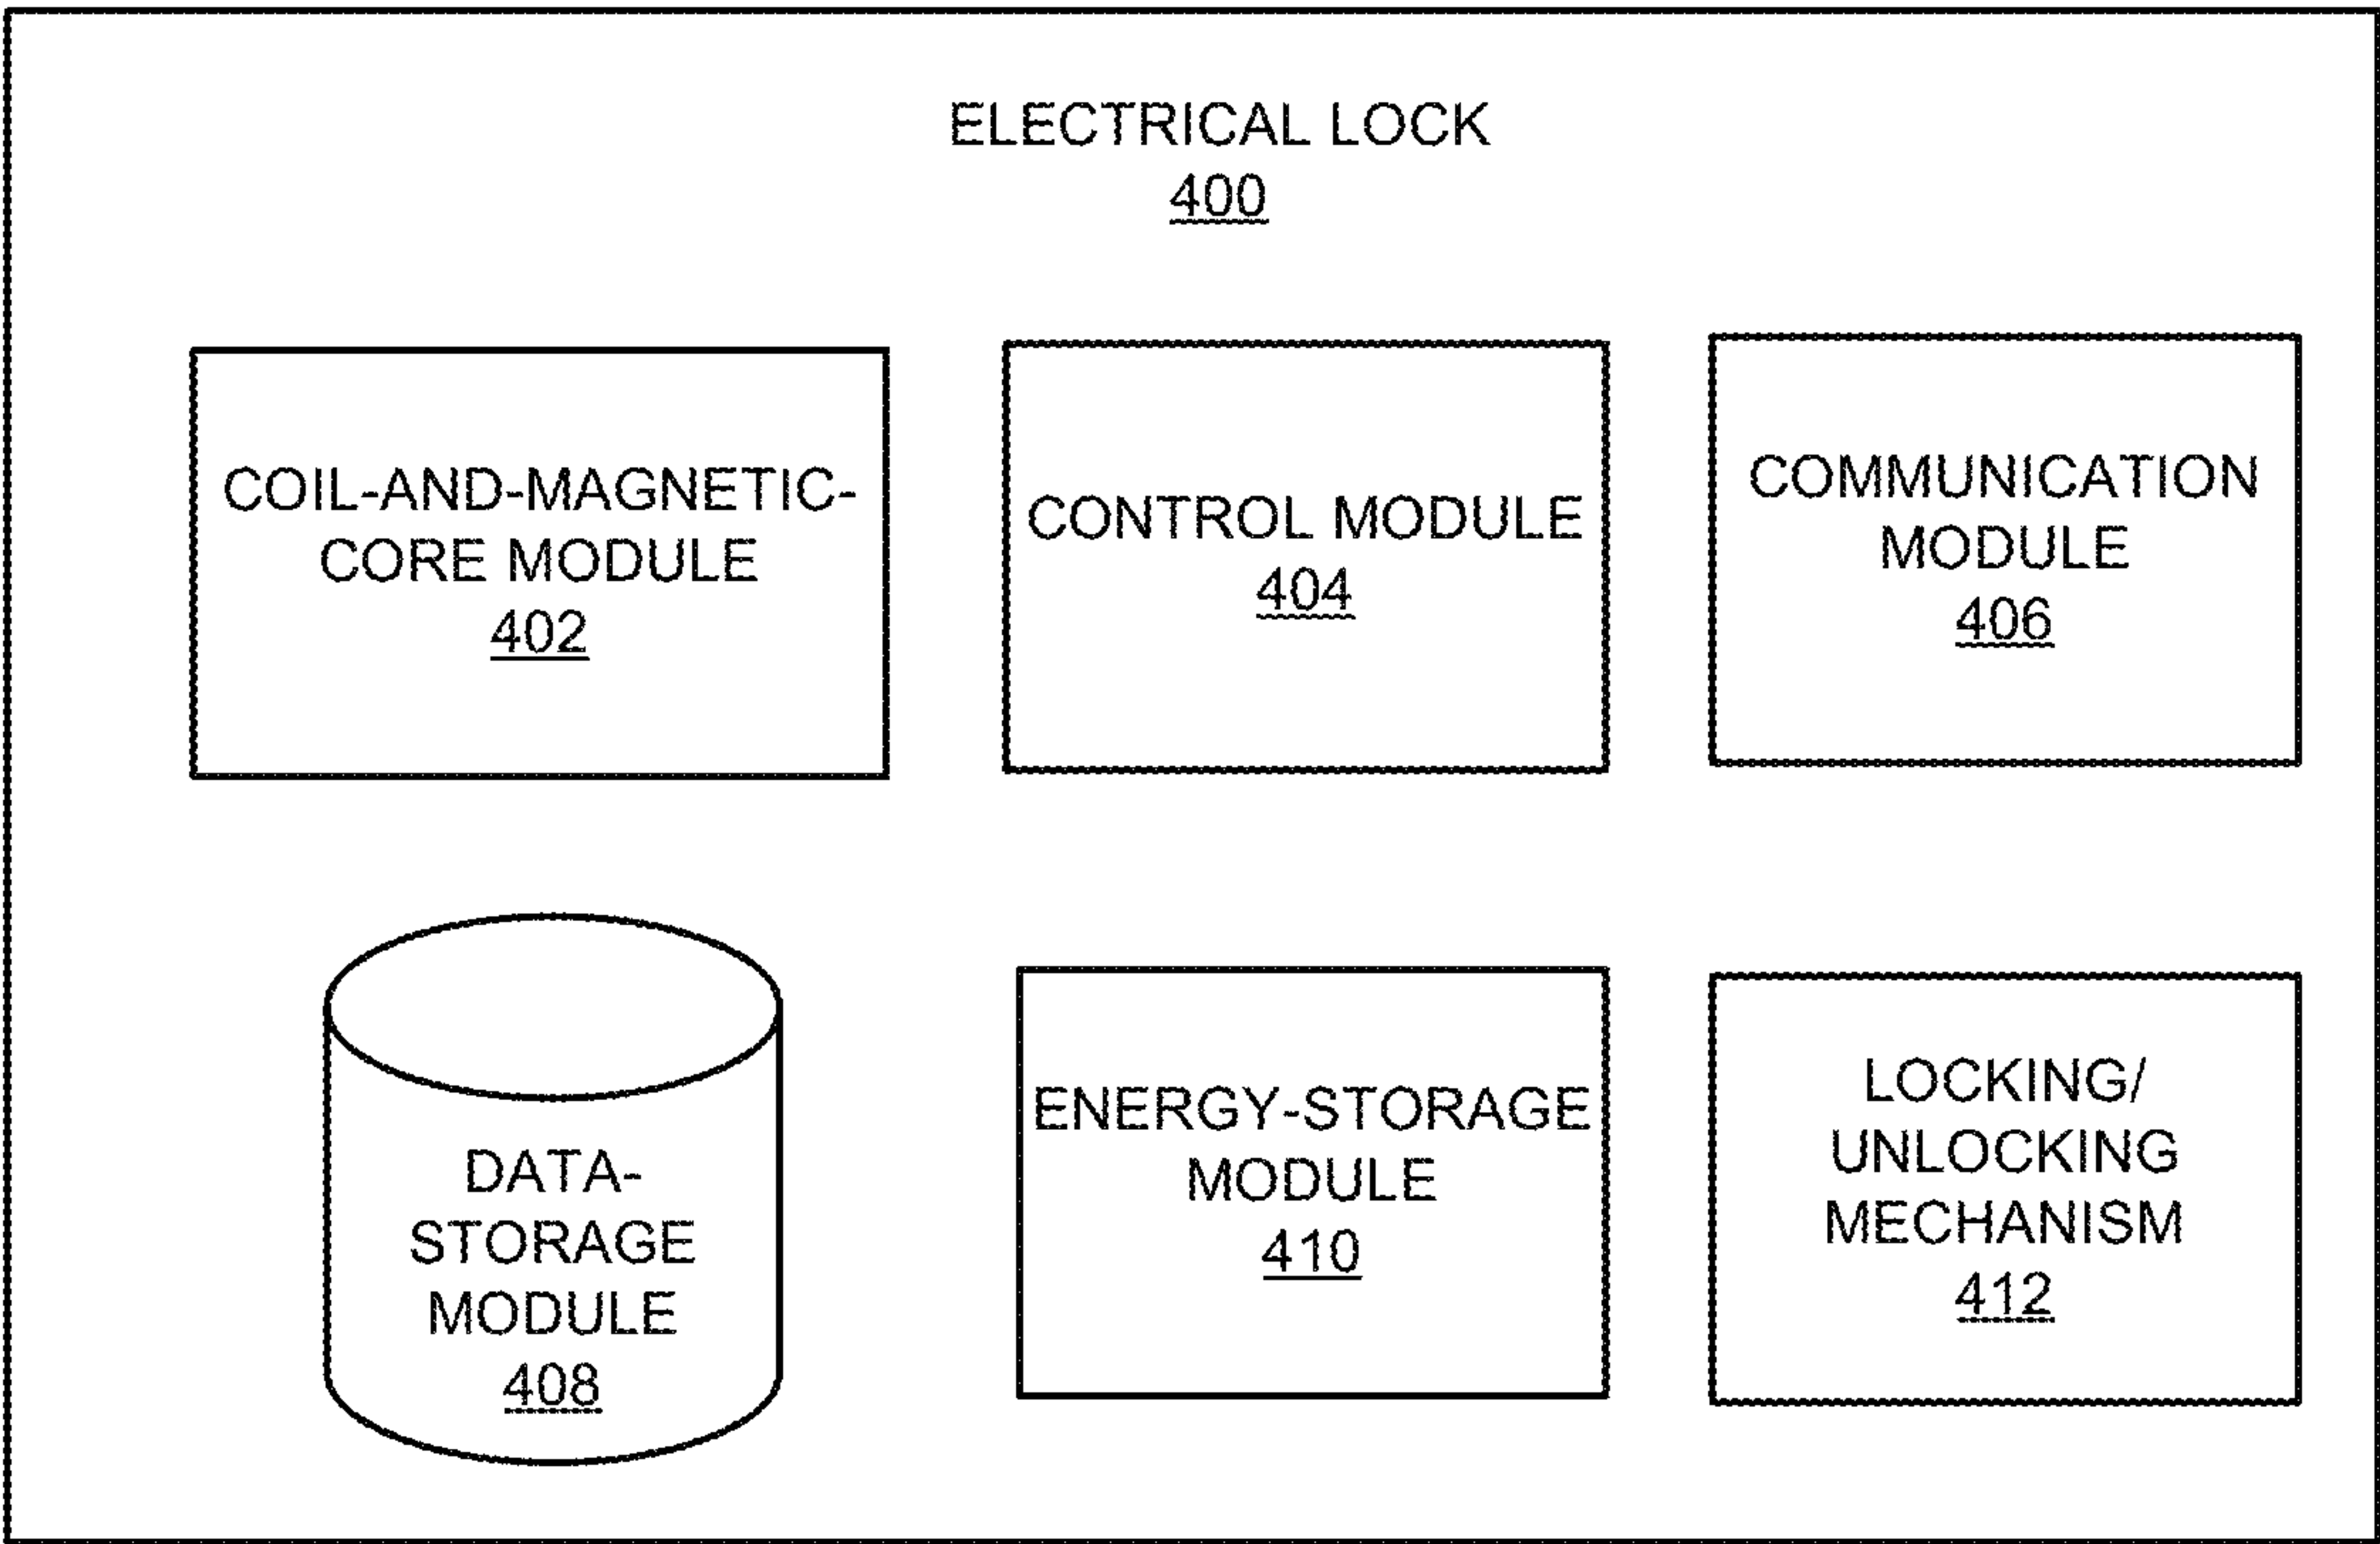 ELECTRICAL LOCK
400
COIL-AND-MAGNETIC-
CORE MODULE
402
CONTROL MODULE
404
COMMUNICATION
MODULE
406
DATA-
STORAGE
MODULE
408
ENERGY-STORAGE
MODULE
410
LOCKING/
UNLOCKING
MECHANISM
412